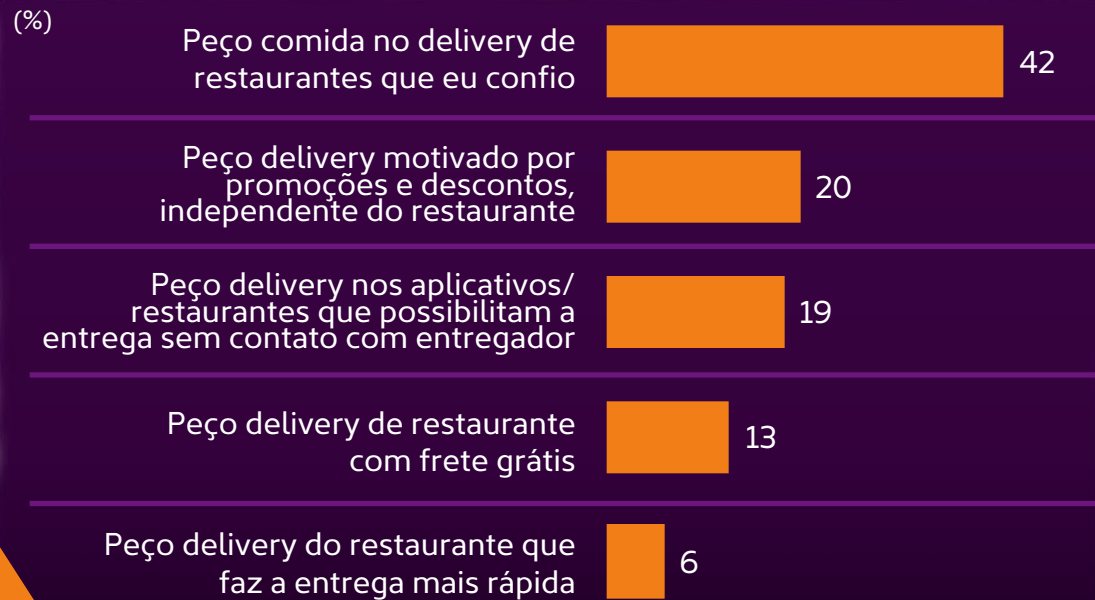 (%)
Peço comida no delivery de
restaurantes que eu confio
42
Peço delivery motivado por
promoções e descontos,
independente do restaurante
20
Peço delivery nos aplicativos/
restaurantes que possibilitam a
entrega sem contato com entregador
19
Peço delivery de restaurante
com frete grátis
13
Peço delivery do restaurante que
faz a entrega mais rápida
6